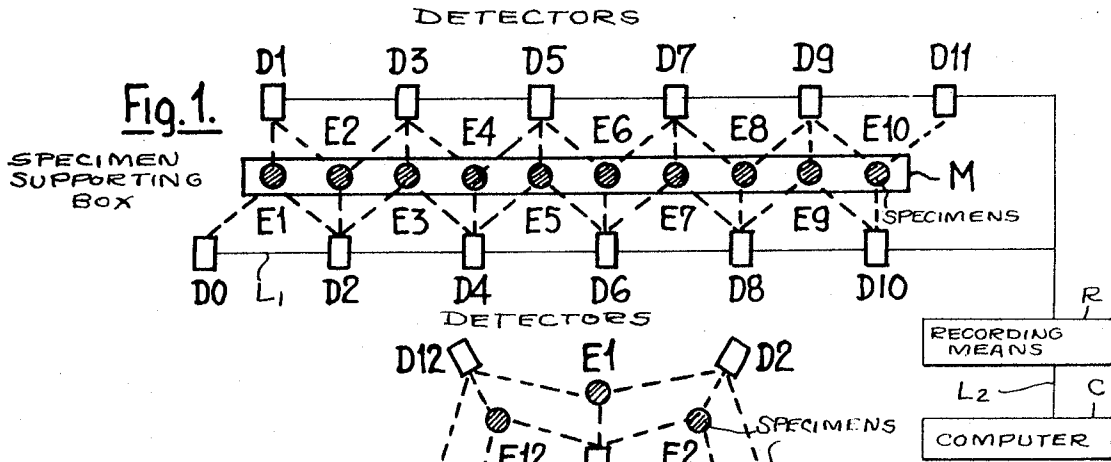 DETECTORS
D1 D3 D5 D7 D9 D11
Fig.1.
E2 E4 E6 E8 E10
SPECIMEN
SUPPORTING
BOX
M
E1 E3 E5 E7 E9 SPECIMENS
D0 L1 D2 D4 D6 D8 D10
DETECTORS
R
RECORDING
MEANS
D12 E1 D2
L2 C
SPECIMENS
COMPUTER
E12 E2